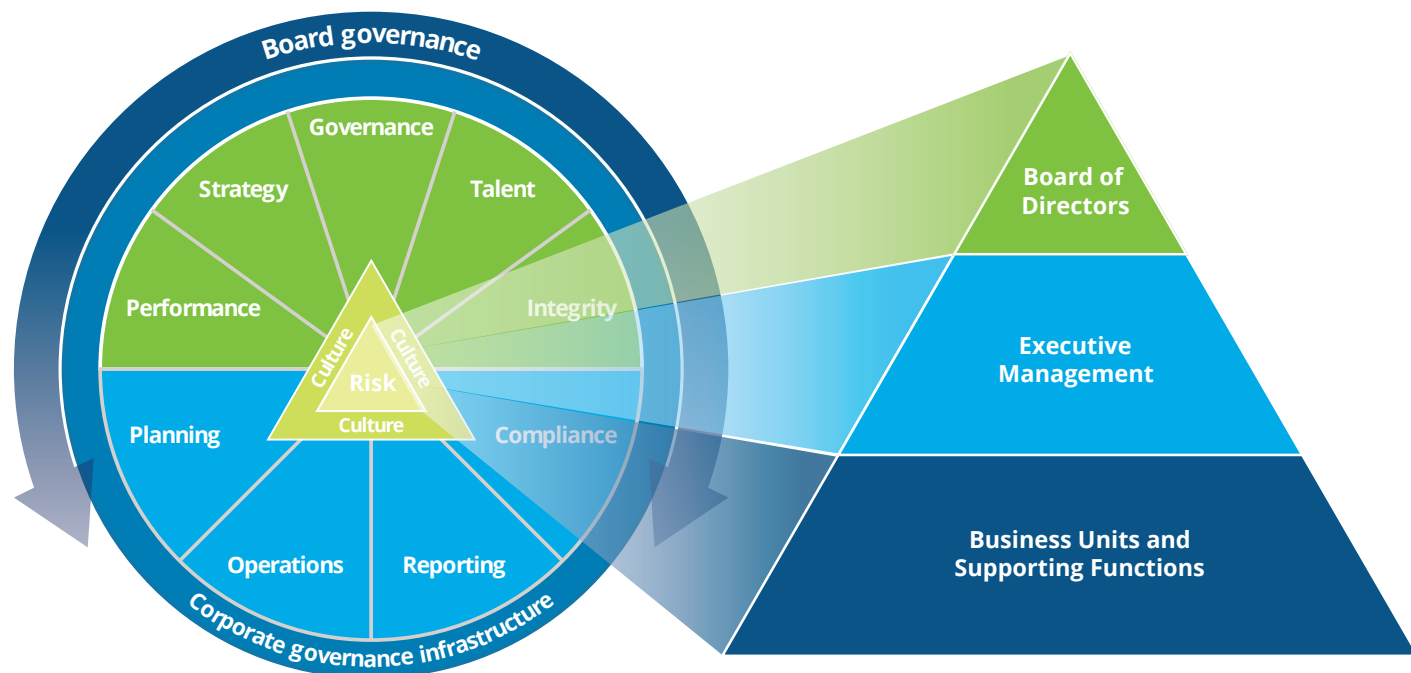 Board governance
Governance
Strategy
Talent
Performance
Integrity
Culture
Culture
Risk
Culture
Planning
Compliance
Operations
Reporting
Corporate governance infrastructure
Board of
Directors
Executive
Management
Business Units and
Supporting Functions